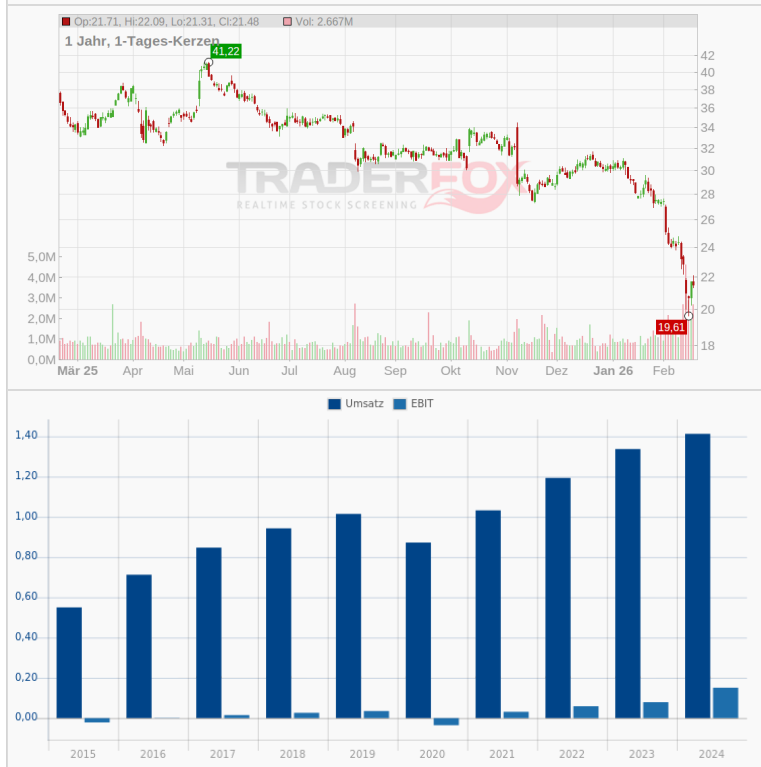 Op:21.71, Hi:22.09, Lo:21.31, Cl:21.48 Vol: 2.667M
1 Jahr, 1-Tages-Kerzen
41,22
42
40
38
36
34
32
30
28
26
24
22
20
18
TRADERFOX
REALTIME STOCK SCREENING
5,0M
4,0M
3,0M
2,0M
1,0M
0,0M
19,61
Mär 25 Apr Mai Jun Jul Aug Sep Okt Nov Dez Jan 26 Feb
Umsatz EBIT
1,40
1,20
1,00
0,80
0,60
0,40
0,20
0,00
2015 2016 2017 2018 2019 2020 2021 2022 2023 2024